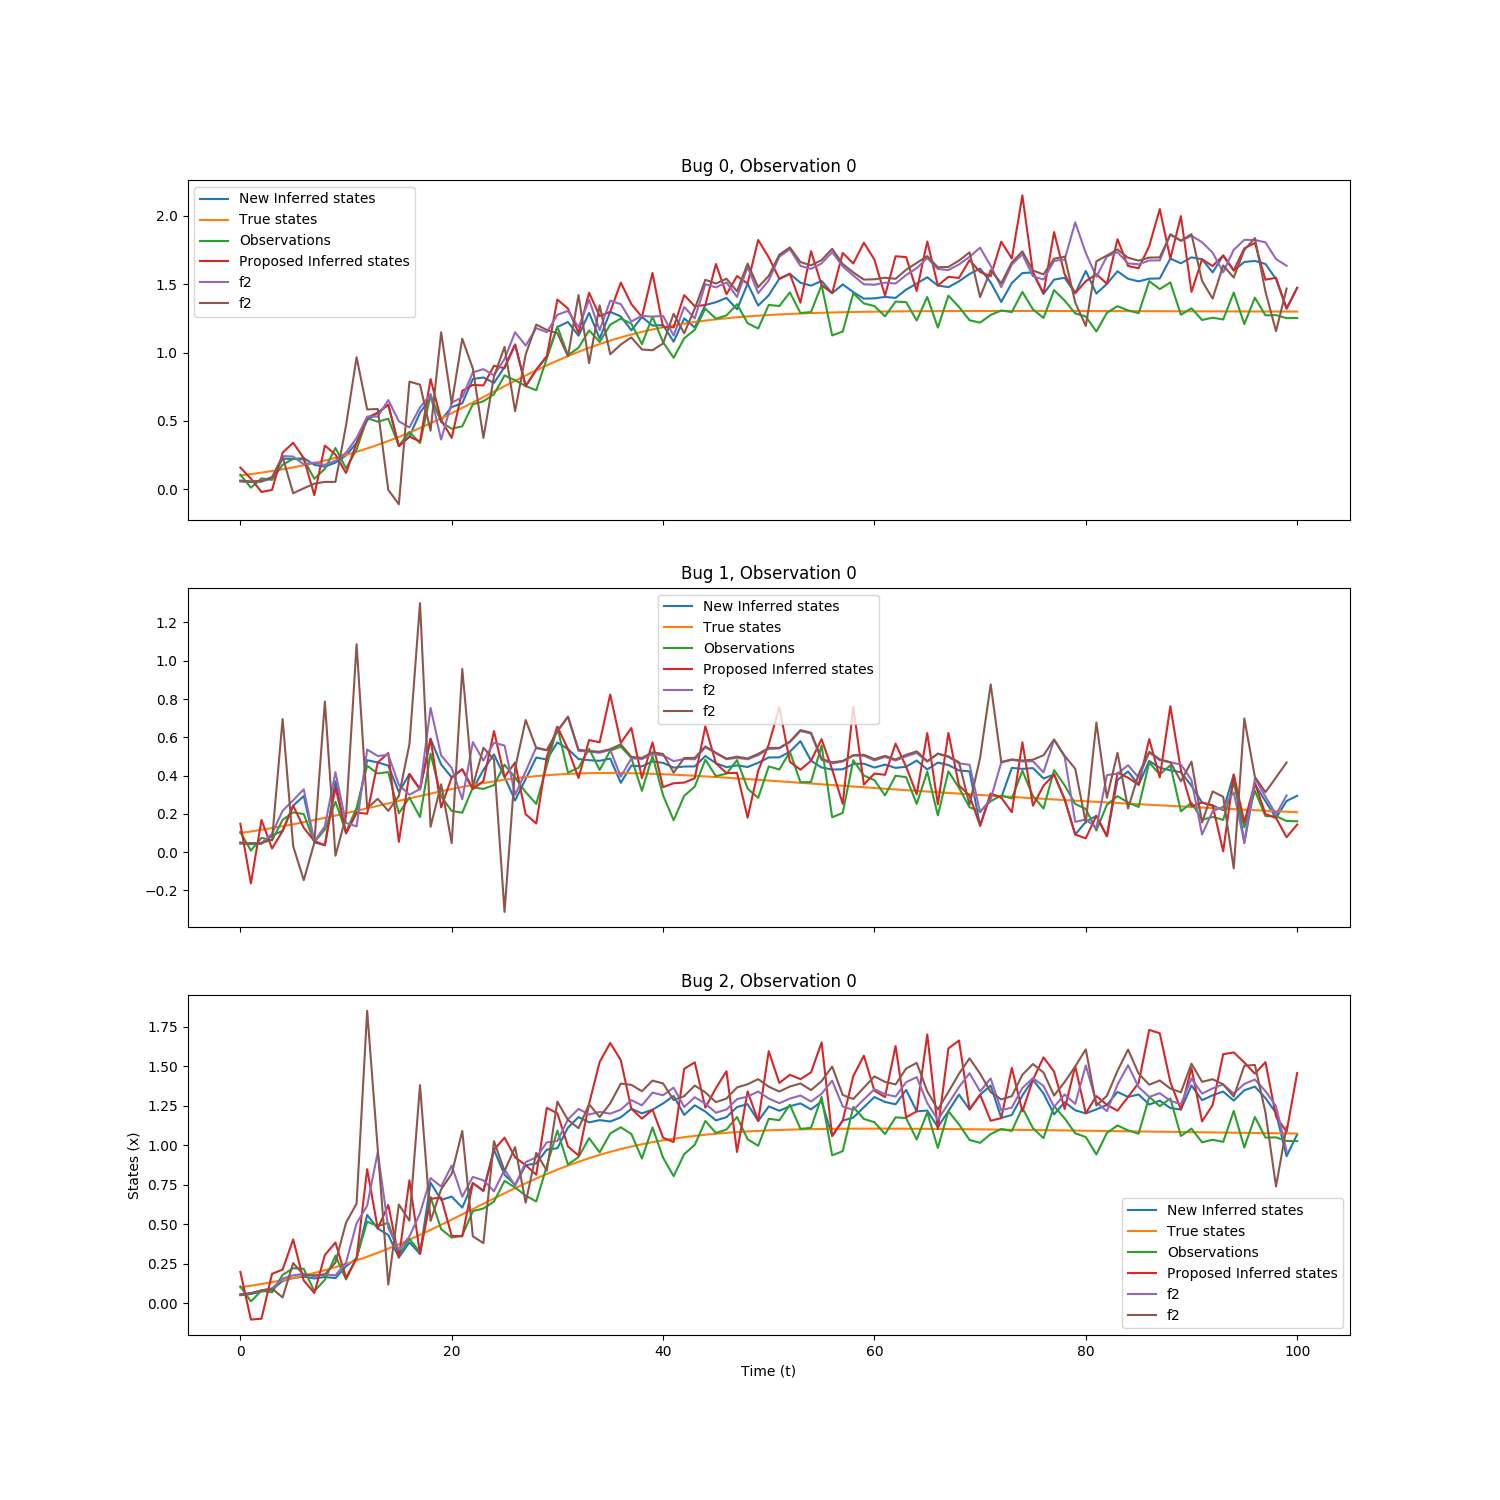 Bug 0, Observation 0
New Inferred states
True states
Observations
Proposed Inferred states
f2
f2
2.0
1.5
1.0
0.5
0.0
Bug 1, Observation 0
New Inferred states
True states
Observations
Proposed Inferred states
f2
f2
1.2
1.0
0.8
0.6
0.4
0.2
0.0
−0.2
Bug 2, Observation 0
1.75
1.50
1.25
1.00
0.75
0.50
0.25
0.00
States (x)
New Inferred states
True states
Observations
Proposed Inferred states
f2
f2
0 20 40 60 80 100
Time (t)